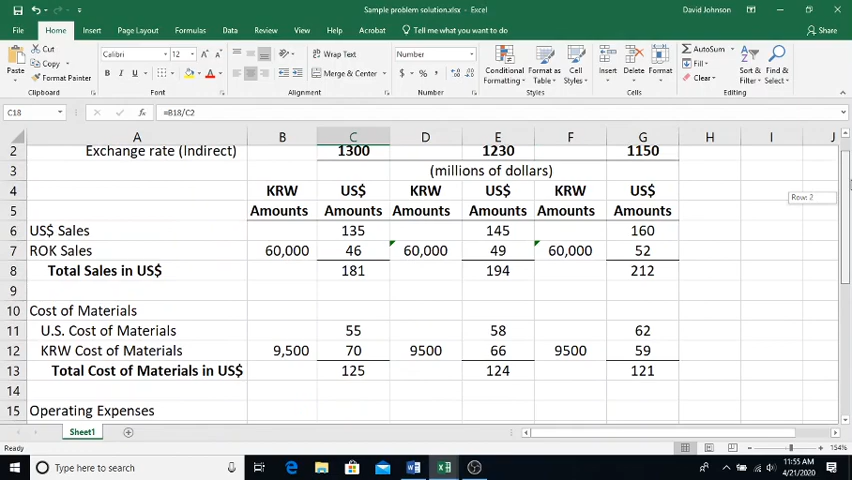 Sample problem solution.xlsx - Excel
David Johnson
File Home Insert Page Layout Formulas Data Review View Help Acrobat Tell me what you want to do Share
Paste
Cut
Copy
Format Painter
Clipboard
Calibri 12
B I U
Font
Wrap Text
Merge & Center
Alignment
Number
$ % ,
Number
Conditional Formatting
Format as Table
Cell Styles
Styles
Insert Delete Format
Cells
AutoSum
Fill
Clear
Sort & Filter
Find & Select
Editing
C18 fx =B18/C2
A B C D E F G H I J
2 Exchange rate (Indirect) 1300 1230 1150
3 (millions of dollars)
4 KRW US$ KRW US$ KRW US$
5 Amounts Amounts Amounts Amounts Amounts Amounts
6 US$ Sales 135 145 160
7 ROK Sales 60,000 46 60,000 49 60,000 52
8 Total Sales in US$ 181 194 212
9
10 Cost of Materials
11 U.S. Cost of Materials 55 58 62
12 KRW Cost of Materials 9,500 70 9500 66 9500 59
13 Total Cost of Materials in US$ 125 124 121
14
15 Operating Expenses
Row: 2
Sheet1
Ready 154%
Type here to search
11:55 AM
4/21/2020